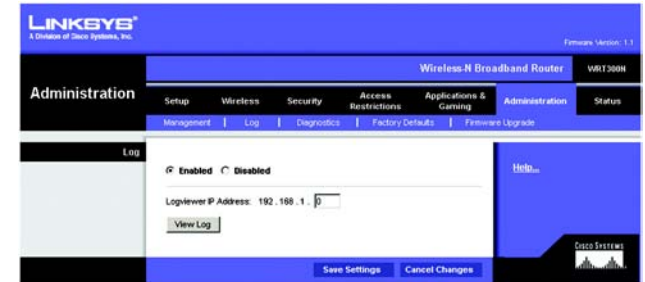 LINKSYS®
A Division of Cisco Systems, Inc.
Firmware Version: 1.1
Wireless-N Broadband Router WRT300N
Administration
Setup Wireless Security Access Restrictions Applications & Gaming Administration Status
Management | Log | Diagnostics | Factory Defaults | Firmware Upgrade
Log
Enabled Disabled
Help...
Logviewer IP Address: 192 . 168 . 1 . 0
View Log
CISCO SYSTEMS
Save Settings Cancel Changes